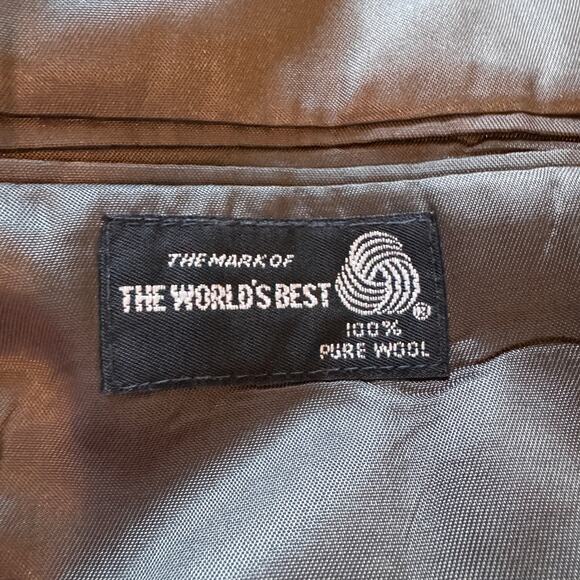 THE MARK OF
THE WORLD'S BEST
®
100%
PURE WOOL